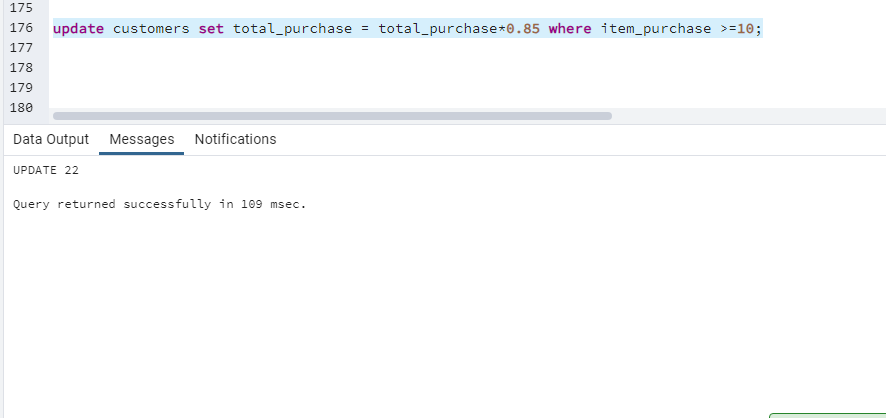 175
176 update customers set total_purchase = total_purchase*0.85 where item_purchase >=10;
177
178
179
180
Data Output Messages Notifications
UPDATE 22
Query returned successfully in 109 msec.